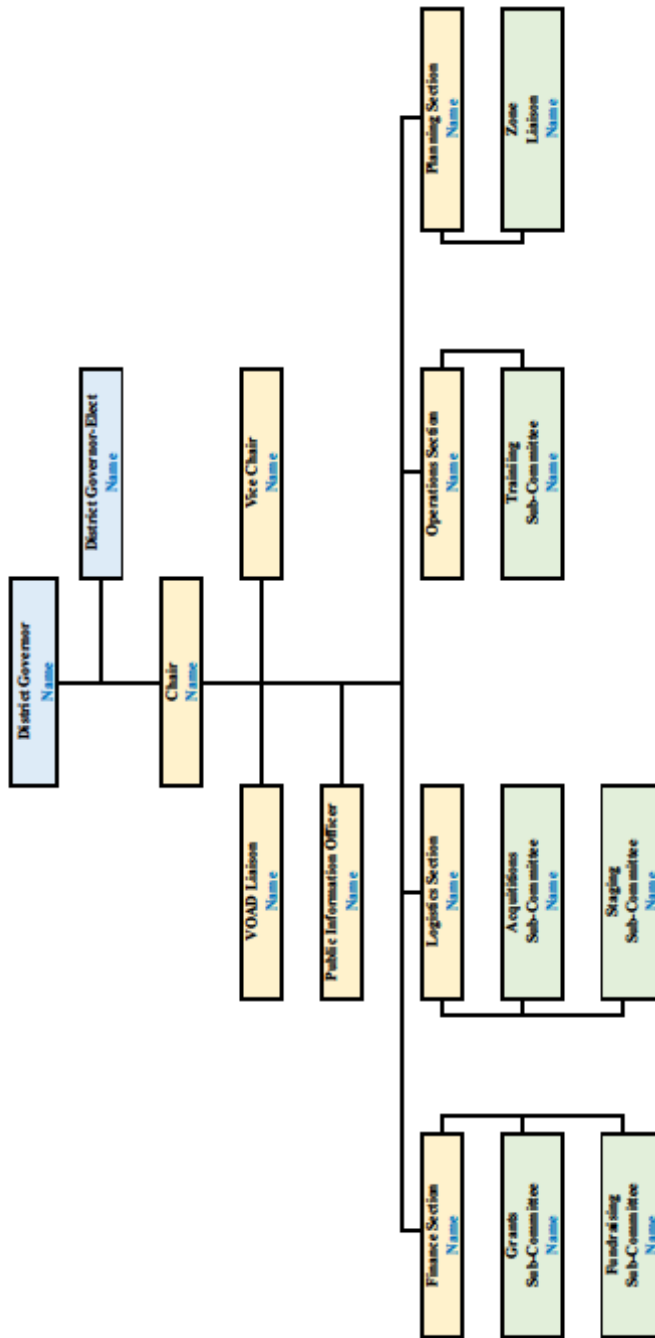 District Governor
Name
District Governor-Elect
Name
Chair
Name
VOAD Liaison
Name
Vice Chair
Name
Public Information Officer
Name
Finance Section
Name
Logistics Section
Name
Operations Section
Name
Planning Section
Name
Grants
Sub-Committee
Name
Acquititions
Sub-Committee
Name
Trainiing
Sub-Committee
Name
Zone
Liaison
Name
Fundraising
Sub-Committee
Name
Staging
Sub-Committee
Name